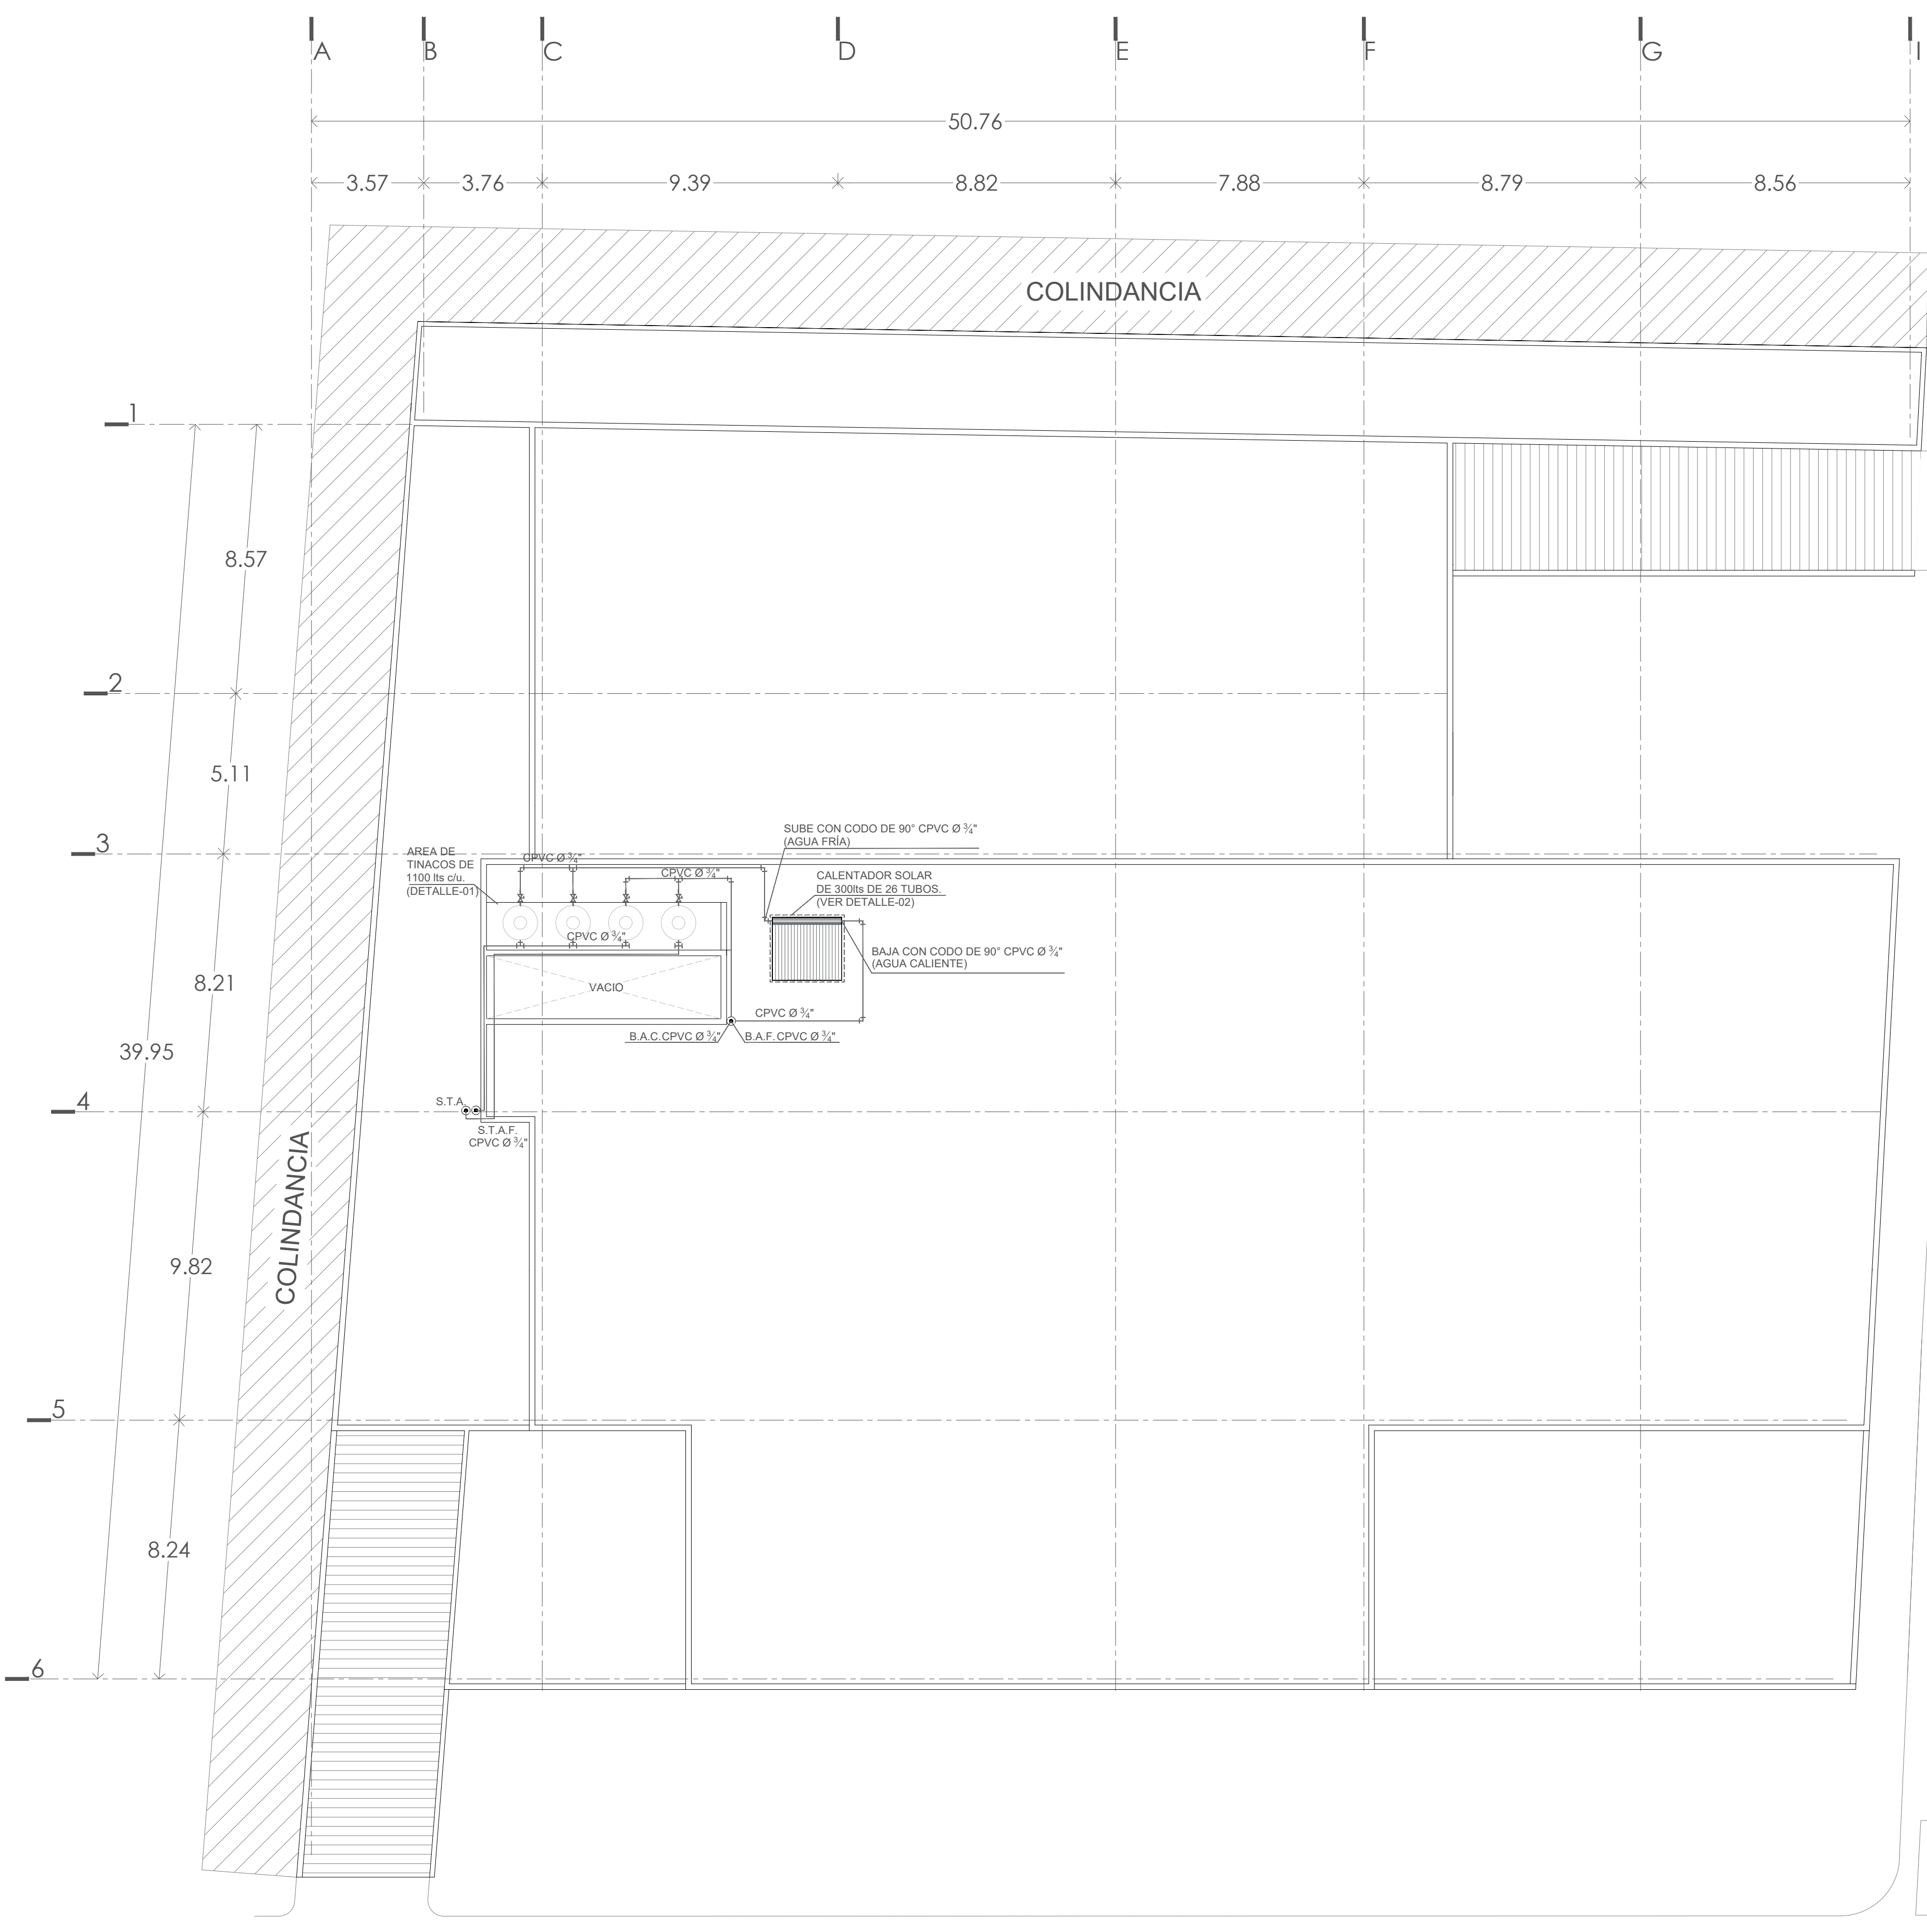 A
B
C
D
E
F
G
I
50.76
3.57
3.76
9.39
8.82
7.88
8.79
8.56
COLINDANCIA
1
8.57
2
5.11
3
SUBE CON CODO DE 90° CPVC Ø ¾"
(AGUA FRÍA)
AREA DE
TINACOS DE
1100 lts c/u.
(DETALLE-01)
CPVC Ø ¾"
CPVC Ø ¾"
CALENTADOR SOLAR
DE 300lts DE 26 TUBOS.
(VER DETALLE-02)
CPVC Ø ¾"
BAJA CON CODO DE 90° CPVC Ø ¾"
(AGUA CALIENTE)
8.21
VACIO
CPVC Ø ¾"
B.A.C. CPVC Ø ¾"
B.A.F. CPVC Ø ¾"
39.95
4
S.T.A.
S.T.A.F.
CPVC Ø ¾"
COLINDANCIA
9.82
5
8.24
6